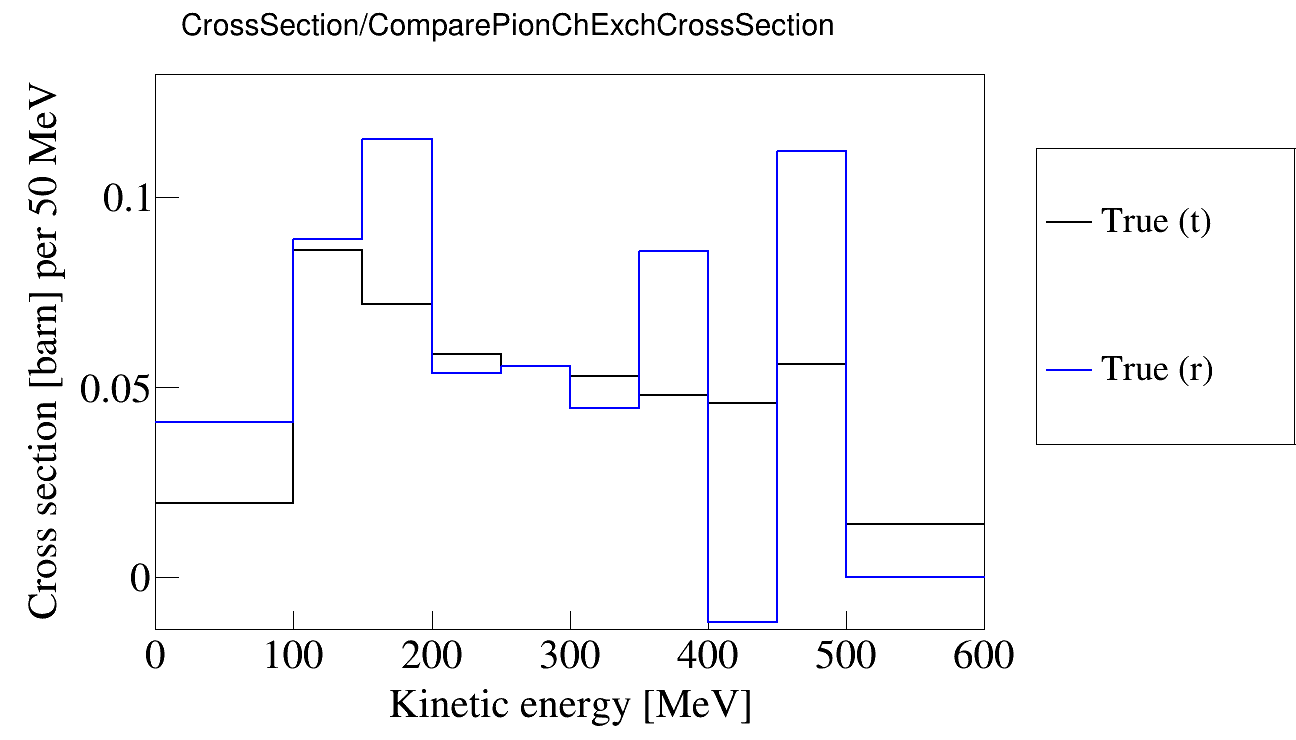 CrossSection/ComparePionChExchCrossSection
Cross section [barn] per 50 MeV
0.1
0.05
0
0 100 200 300 400 500 600
Kinetic energy [MeV]
True (t)
True (r)